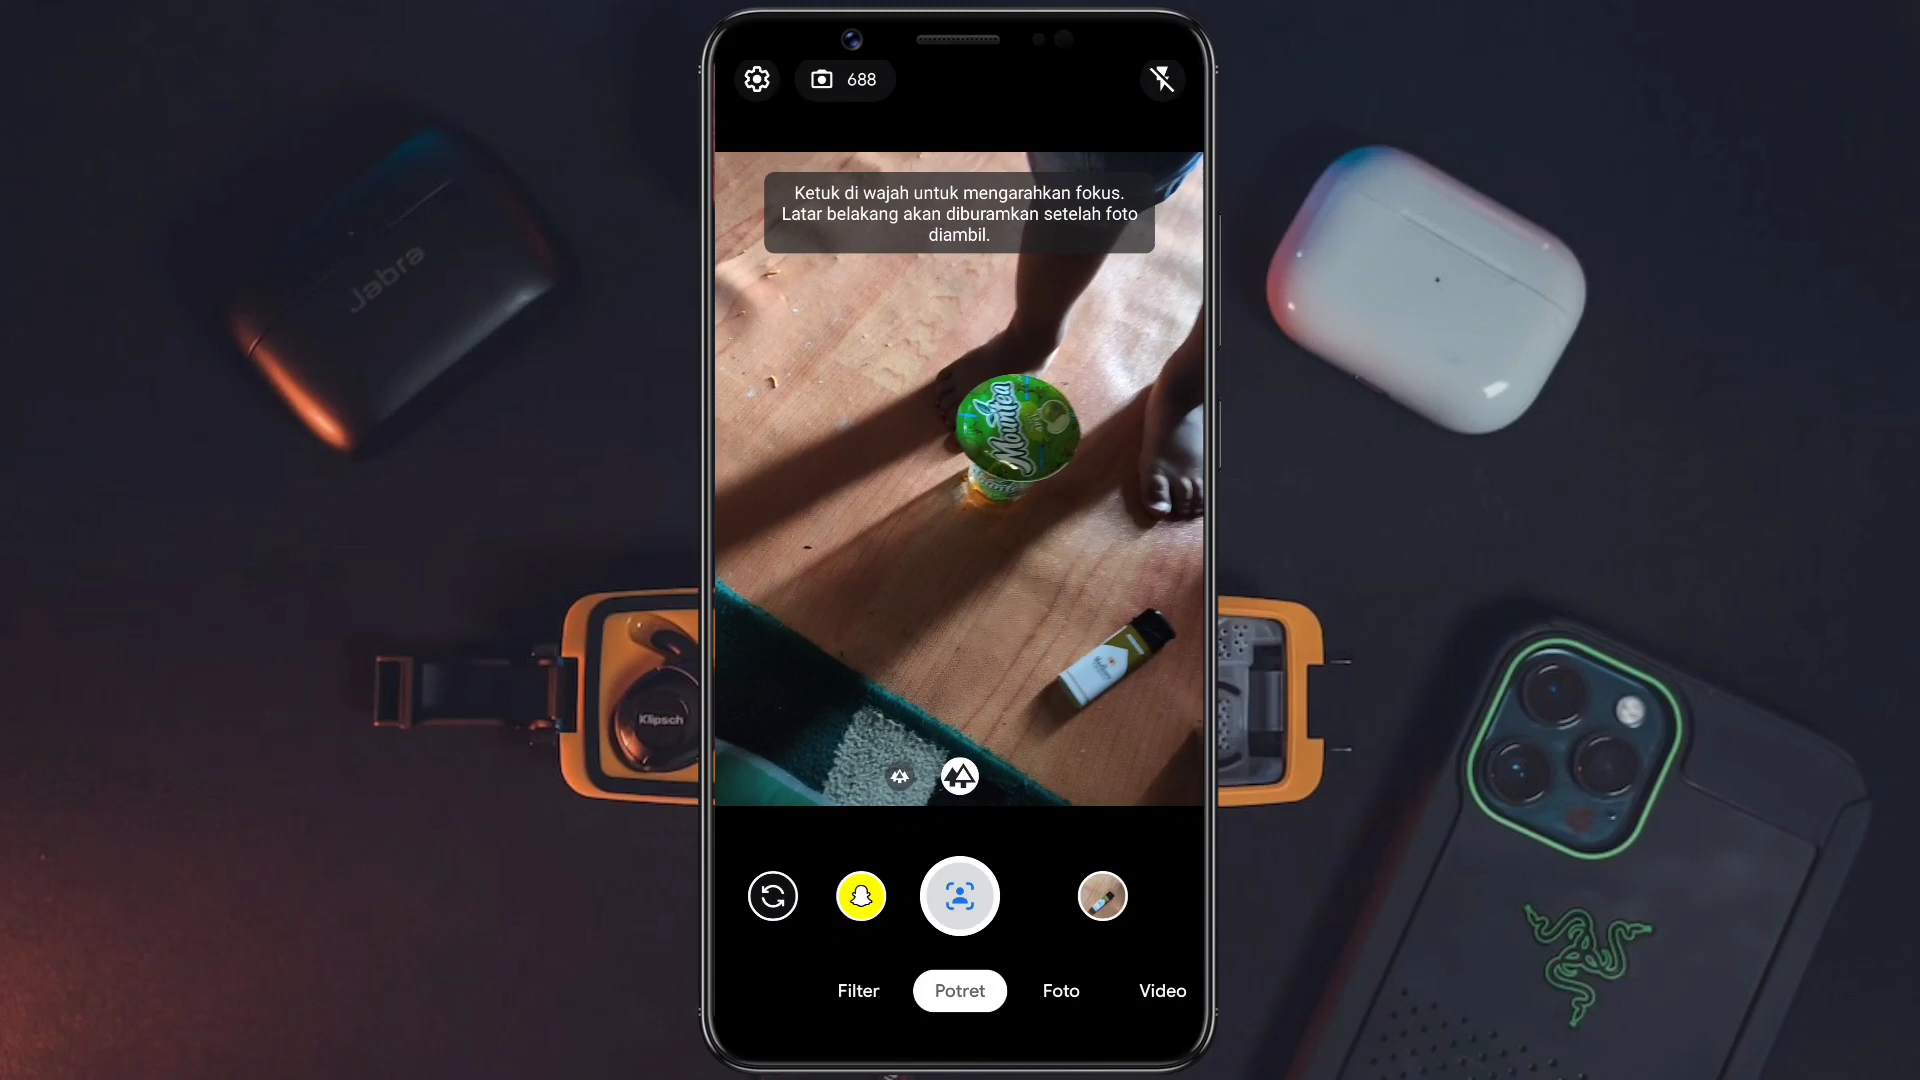 688
Ketuk di wajah untuk mengarahkan fokus.
Latar belakang akan diburamkan setelah foto
diambil.
Jabra
Mountea
Klipsch
Filter
Potret
Foto
Video